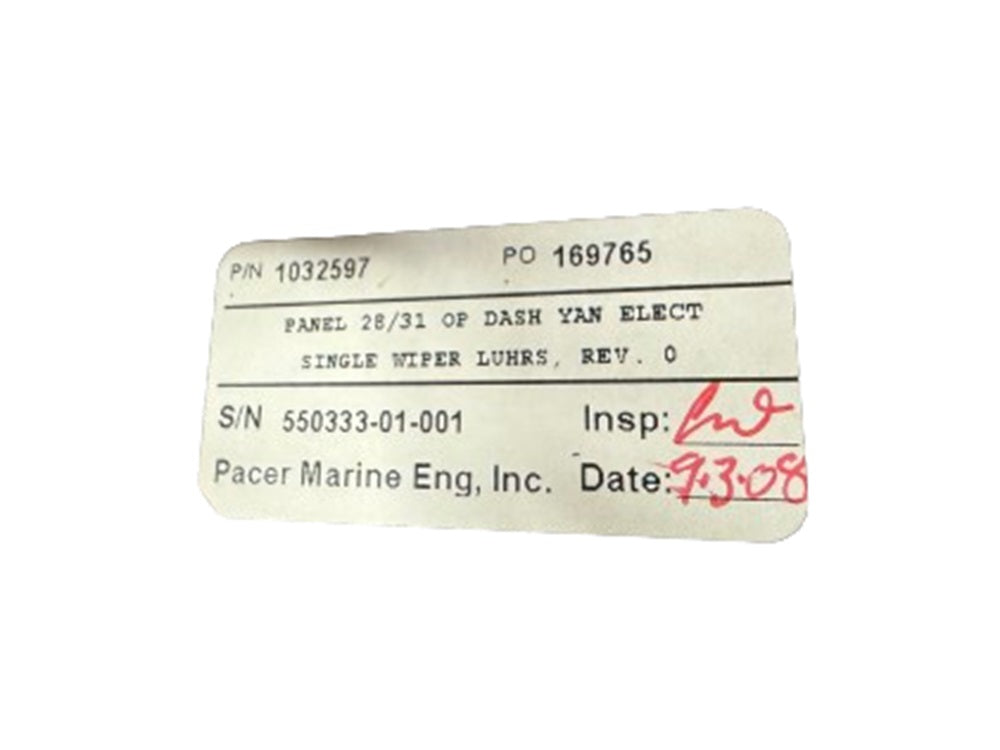 P/N 1032597 PO 169765
PANEL 28/31 OP DASH YAN ELECT
SINGLE WIPER LUHRS, REV. 0
S/N 550333-01-001 Insp:
Pacer Marine Eng, Inc. Date: 9.3.08